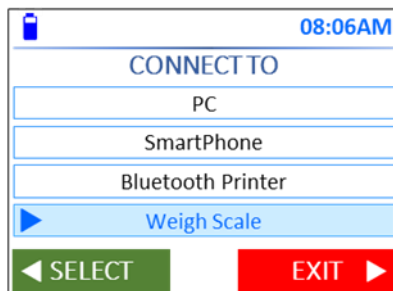 08:06AM
CONNECT TO
PC
SmartPhone
Bluetooth Printer
Weigh Scale
SELECT EXIT